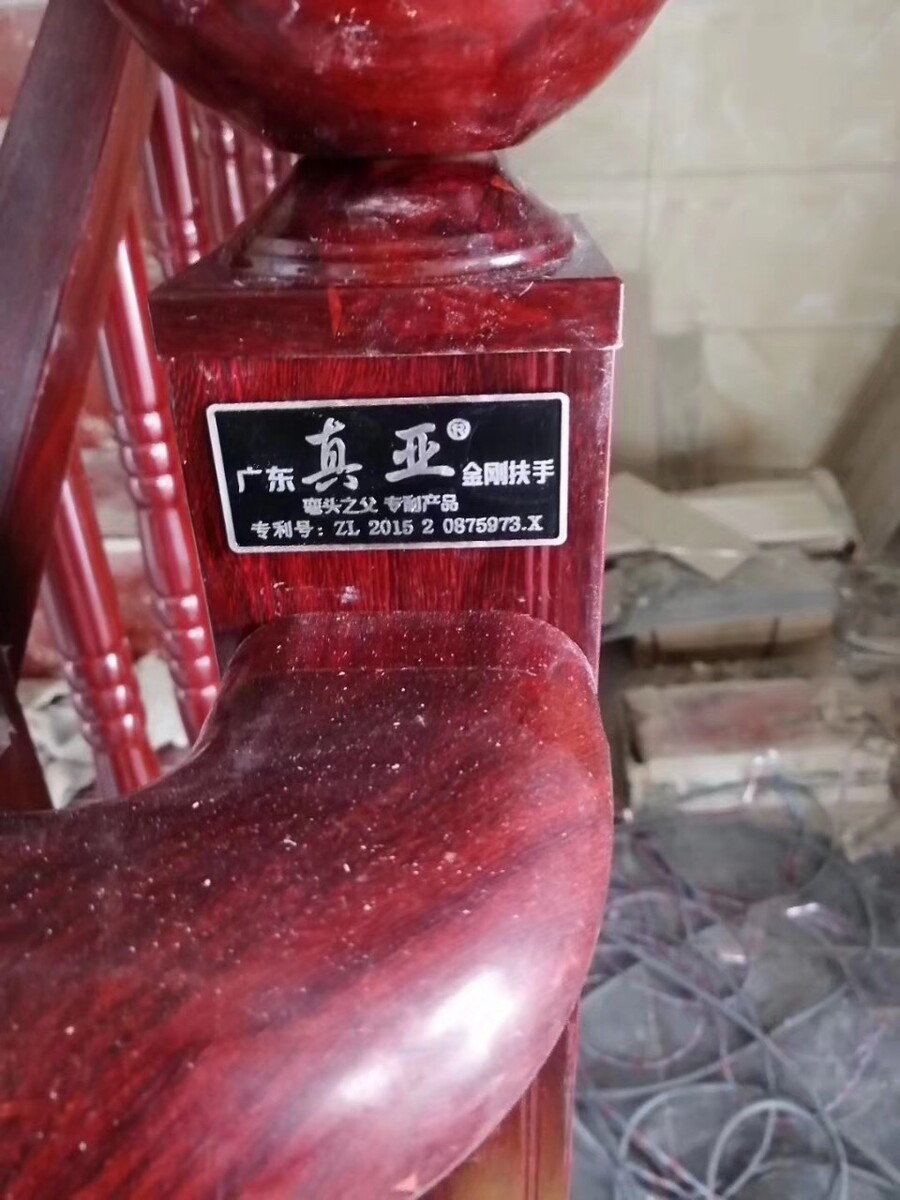 广东 真亚® 金刚扶手
弯头之父 专利产品
专利号: ZL 2015 2 0875973.X